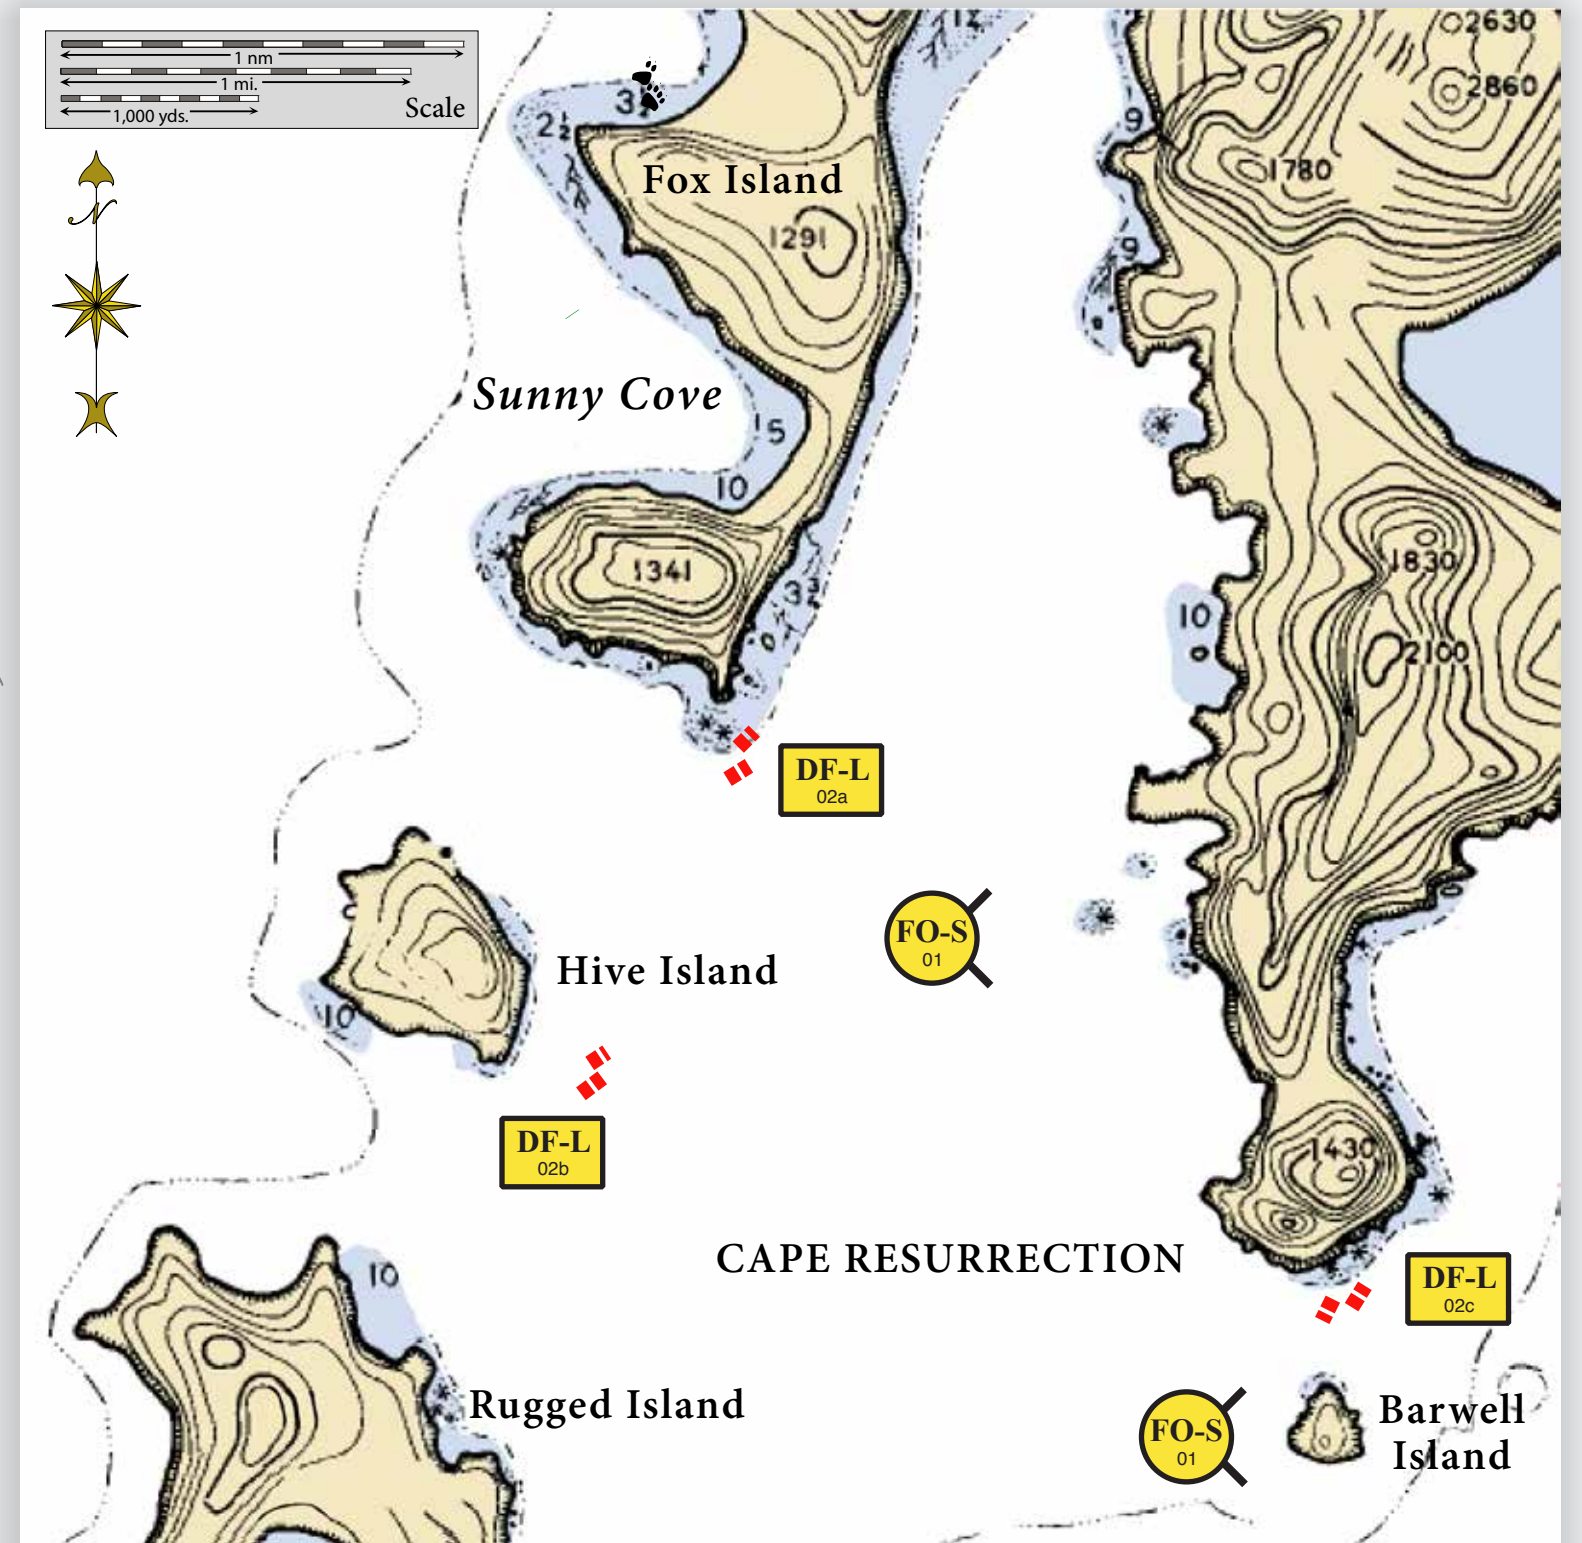 1 nm
1 mi.
1,000 yds.
Scale
N
2630
2860
9
3
2½
Fox Island
1780
1291
9
Sunny Cove
15
10
1341
3¾
1830
10
2100
DF-L
02a
FO-S
01
Hive Island
10
DF-L
02b
1430
CAPE RESURRECTION
10
DF-L
02c
Rugged Island
FO-S
01
Barwell
Island